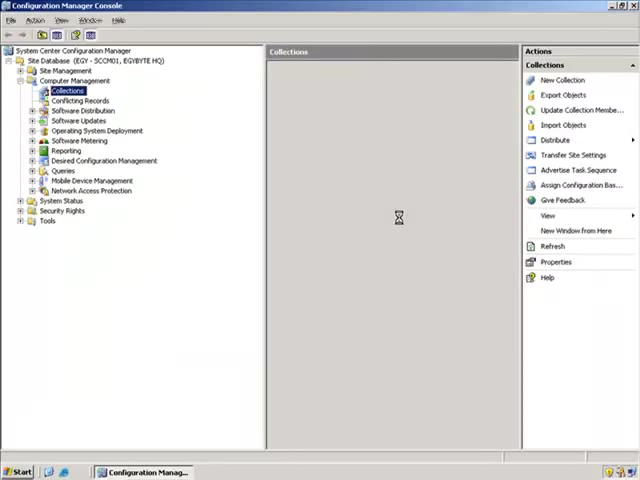 Configuration Manager Console
File Action View Window Help
System Center Configuration Manager
Site Database (EGY - SCCM01, EGYBYTE HQ)
Site Management
Computer Management
Collections
Conflicting Records
Software Distribution
Software Updates
Operating System Deployment
Software Metering
Reporting
Desired Configuration Management
Queries
Mobile Device Management
Network Access Protection
System Status
Security Rights
Tools
Collections
Actions
Collections
New Collection
Export Objects
Update Collection Membe...
Import Objects
Distribute
Transfer Site Settings
Advertise Task Sequence
Assign Configuration Bas...
Give Feedback
View
New Window from Here
Refresh
Properties
Help
Start
Configuration Manag...